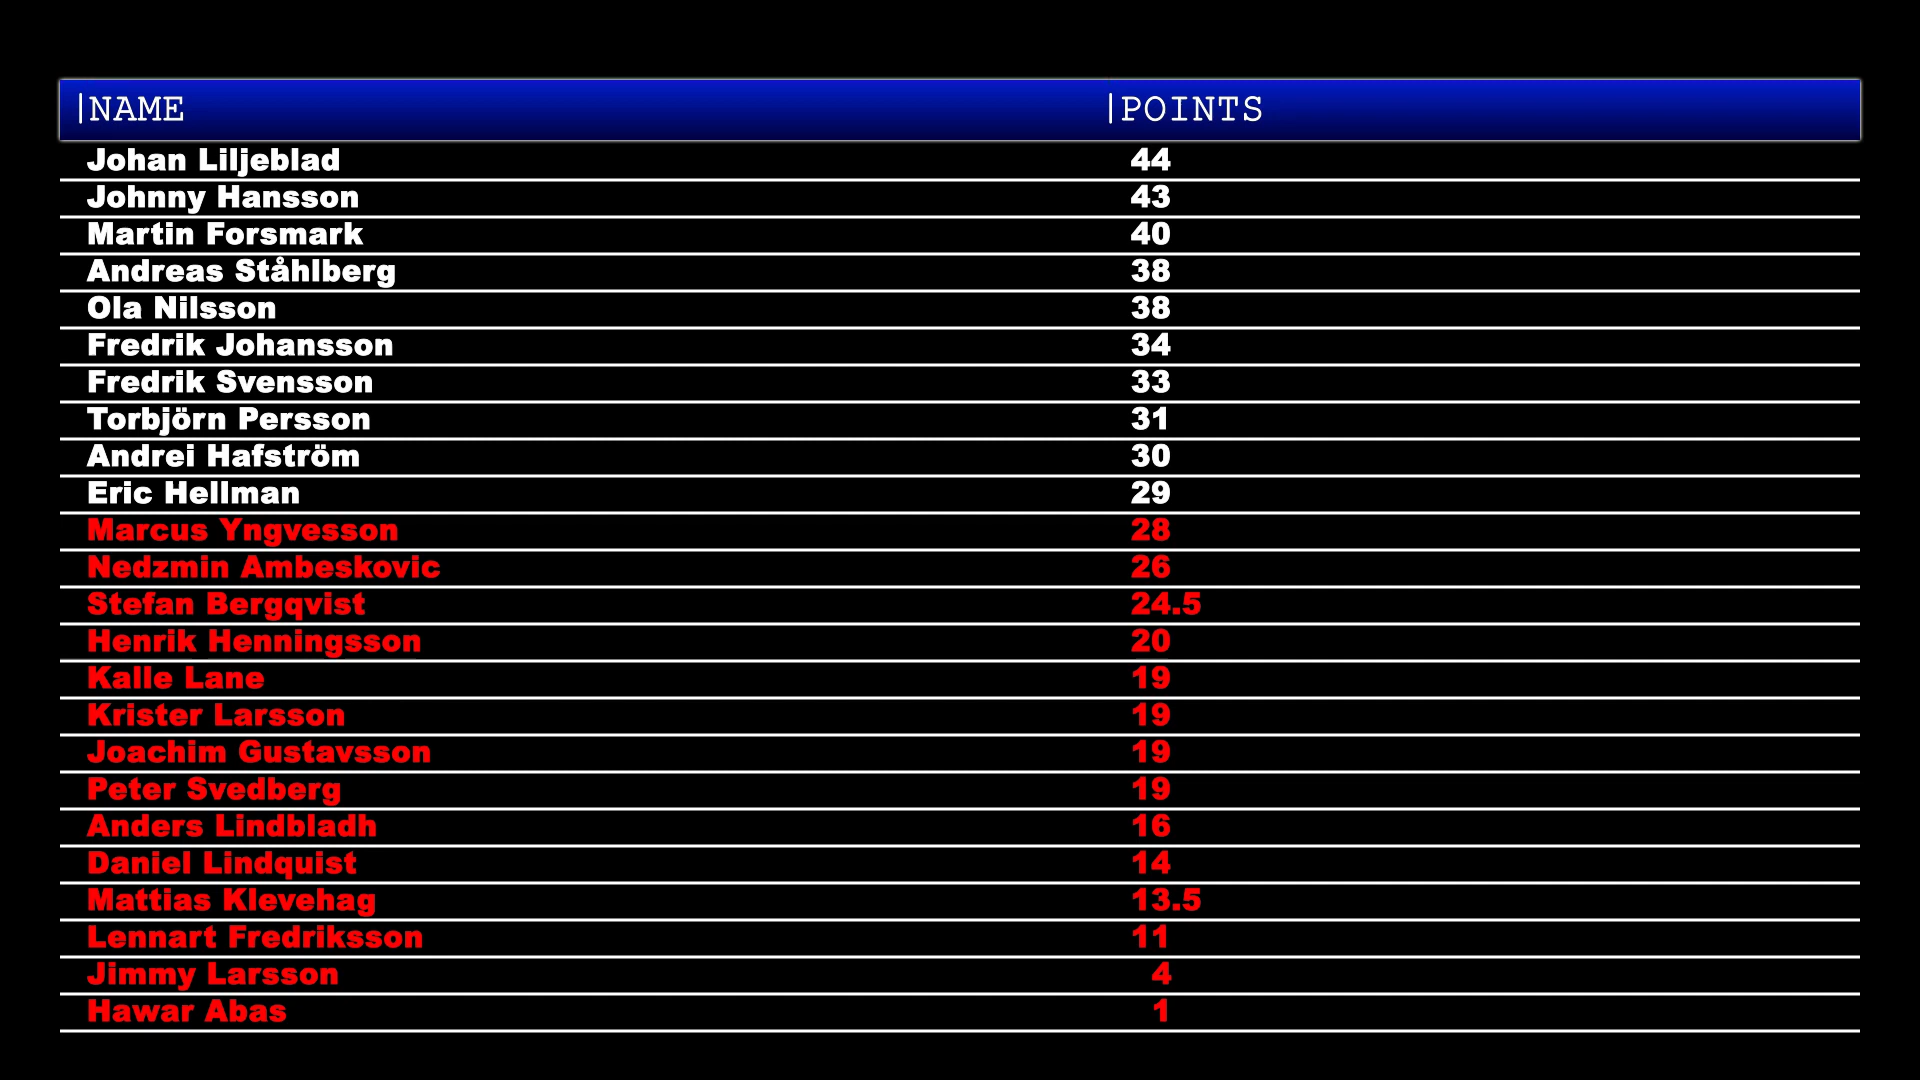 |NAME |POINTS
Johan Liljeblad 44
Johnny Hansson 43
Martin Forsmark 40
Andreas Ståhlberg 38
Ola Nilsson 38
Fredrik Johansson 34
Fredrik Svensson 33
Torbjörn Persson 31
Andrei Hafström 30
Eric Hellman 29
Marcus Yngvesson 28
Nedzmin Ambeskovic 26
Stefan Bergqvist 24.5
Henrik Henningsson 20
Kalle Lane 19
Krister Larsson 19
Joachim Gustavsson 19
Peter Svedberg 19
Anders Lindbladh 16
Daniel Lindquist 14
Mattias Klevehag 13.5
Lennart Fredriksson 11
Jimmy Larsson 4
Hawar Abas 1